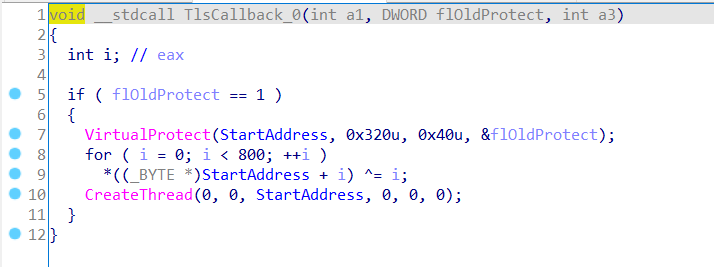 1 void __stdcall TlsCallback_0(int a1, DWORD flOldProtect, int a3)
2 {
3 int i; // eax
4
5 if ( flOldProtect == 1 )
6 {
7 VirtualProtect(StartAddress, 0x320u, 0x40u, &flOldProtect);
8 for ( i = 0; i < 800; ++i )
9 *((_BYTE *)StartAddress + i) ^= i;
10 CreateThread(0, 0, StartAddress, 0, 0, 0);
11 }
12 }